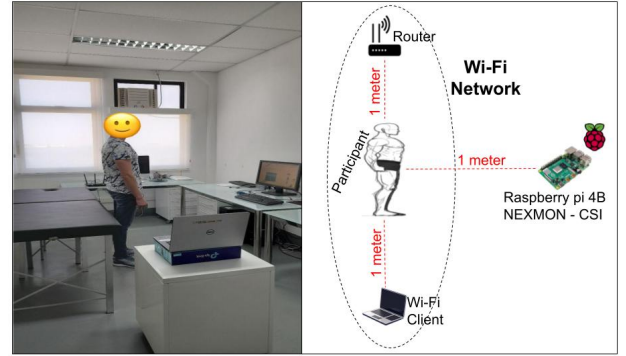 Router
Wi-Fi
Network
1 meter
Participant
1 meter
Raspberry pi 4B
NEXMON - CSI
1 meter
Wi-Fi
Client
DELL